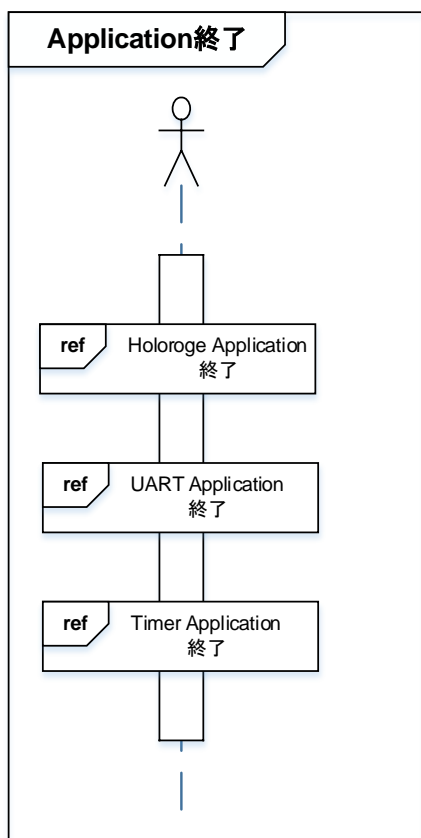 Application終了
ref
Holoroge Application
終了
ref
UART Application
終了
ref
Timer Application
終了